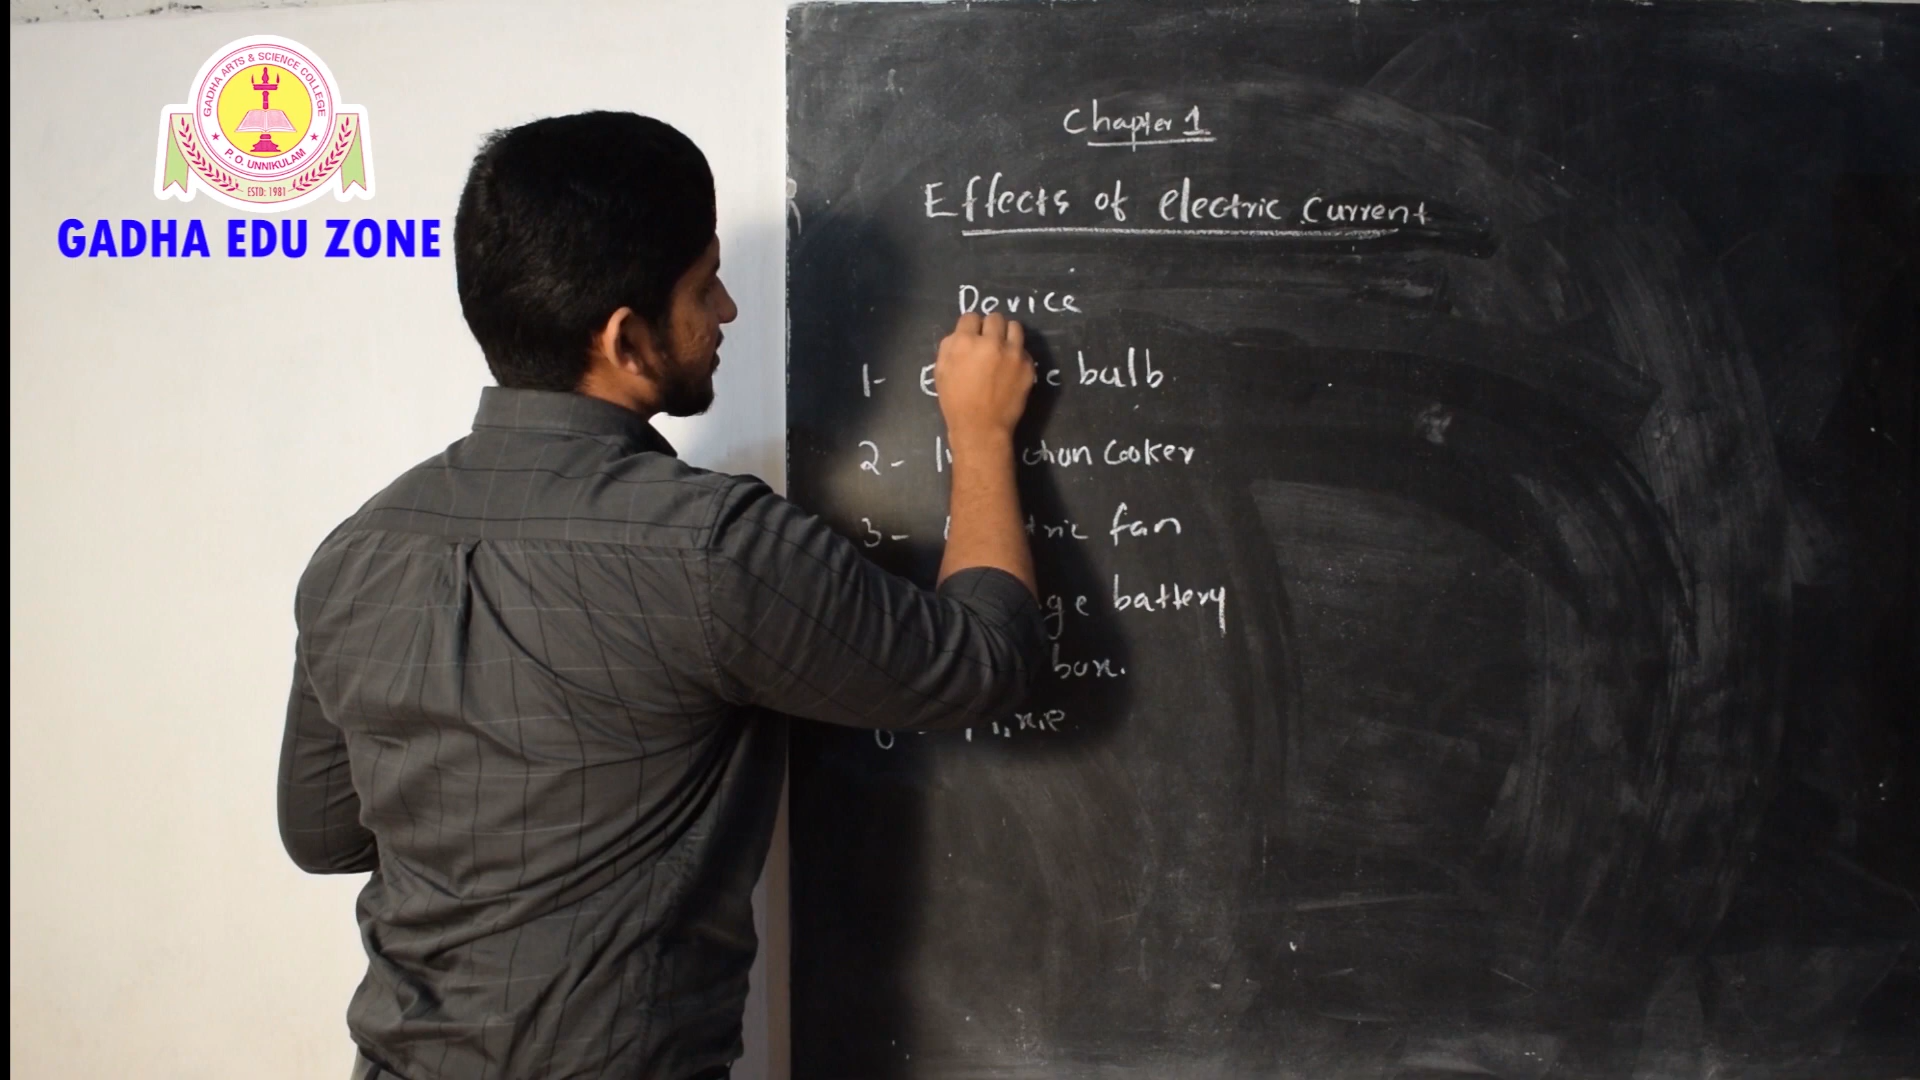 GADHA ARTS & SCIENCE COLLEGE
P. O. UNNIKULAM
ESTD: 1981
GADHA EDU ZONE
Chapter 1
Effects of electric Current
Device
1- bulb
2- Cooker
3- fan
battery
box.